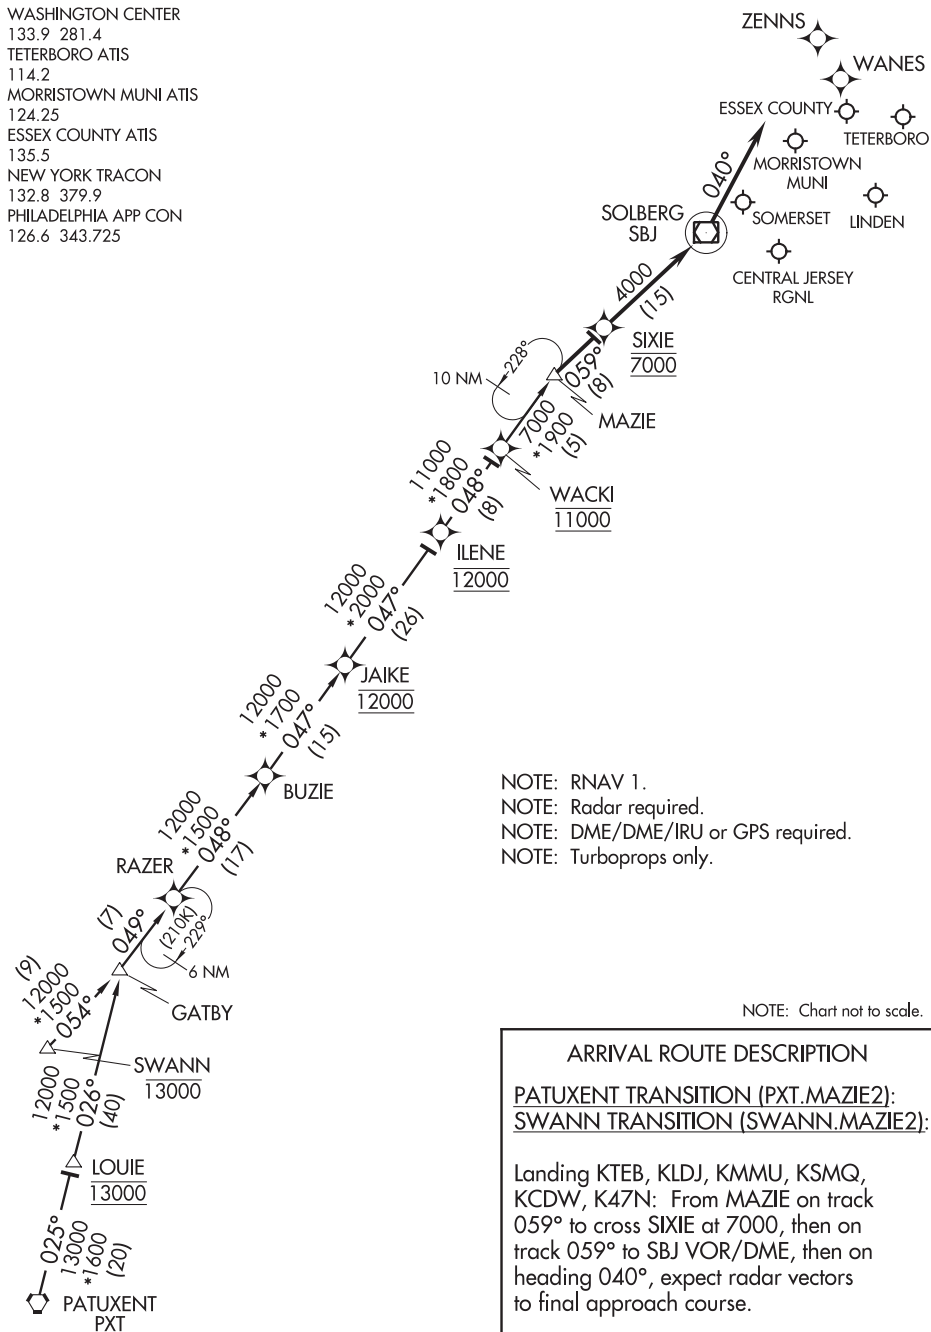 WASHINGTON CENTER
133.9 281.4
TETERBORO ATIS
114.2
MORRISTOWN MUNI ATIS
124.25
ESSEX COUNTY ATIS
135.5
NEW YORK TRACON
132.8 379.9
PHILADELPHIA APP CON
126.6 343.725
ZENNS
WANES
ESSEX COUNTY
TETERBORO
MORRISTOWN
MUNI
040°
SOLBERG
SBJ
SOMERSET
LINDEN
CENTRAL JERSEY
RGNL
4000
(15)
SIXIE
7000
228°
10 NM
059°
(8)
MAZIE
7000
*1900
(5)
WACKI
11000
11000
*1800
048°
(8)
ILENE
12000
12000
*2000
047°
(26)
JAIKE
12000
12000
*1700
047°
(15)
BUZIE
12000
*1500
048°
(17)
RAZER
(7)
049°
(210K)
229°
6 NM
GATBY
(9)
12000
*1500
054°
SWANN
13000
12000
*1500
026°
(40)
LOUIE
13000
025°
13000
*1600
(20)
PATUXENT
PXT
NOTE: RNAV 1.
NOTE: Radar required.
NOTE: DME/DME/IRU or GPS required.
NOTE: Turboprops only.
NOTE: Chart not to scale.
ARRIVAL ROUTE DESCRIPTION
PATUXENT TRANSITION (PXT.MAZIE2):
SWANN TRANSITION (SWANN.MAZIE2):
Landing KTEB, KLDJ, KMMU, KSMQ,
KCDW, K47N: From MAZIE on track
059° to cross SIXIE at 7000, then on
track 059° to SBJ VOR/DME, then on
heading 040°, expect radar vectors
to final approach course.